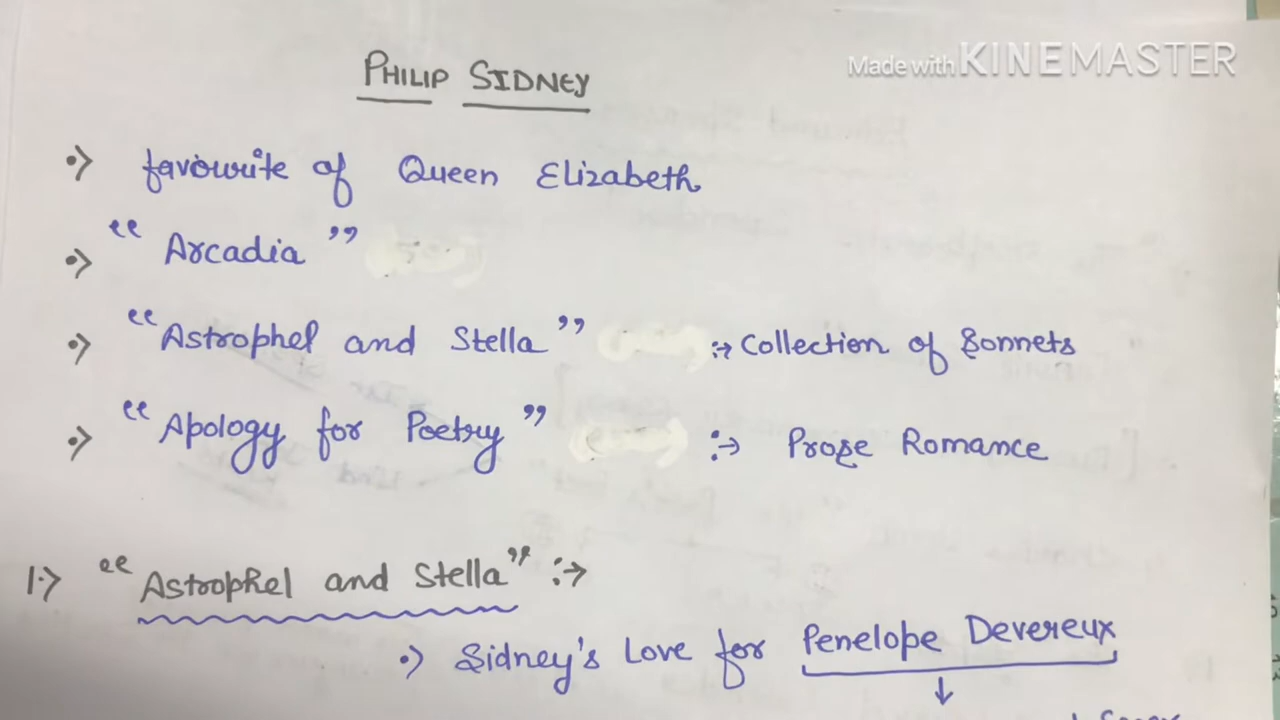 Made with KINEMASTER
PHILIP SIDNEY
·> favourite of Queen Elizabeth
·> "Arcadia"
·> "Astrophel and Stella" :→ Collection of Sonnets
·> "Apology for Poetry" :→ Prose Romance
1·> "Astrophel and Stella" :→
·> Sidney's Love for Penelope Devereux
↓